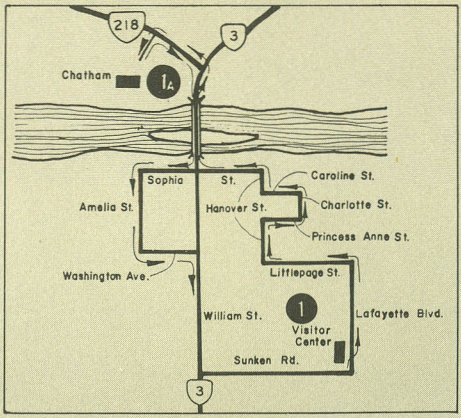 218
3
Chatham
1A
Sophia St.
Caroline St.
Amelia St.
Hanover St.
Charlotte St.
Princess Anne St.
Washington Ave.
Littlepage St.
William St.
1
Lafayette Blvd.
Visitor
Center
Sunken Rd.
3